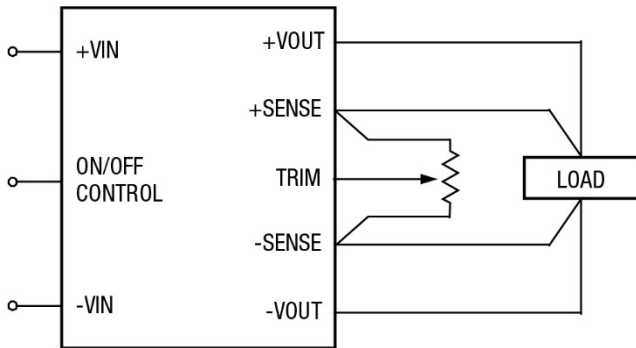 +VIN
ON/OFF
CONTROL
-VIN
+VOUT
+SENSE
TRIM
-SENSE
-VOUT
LOAD